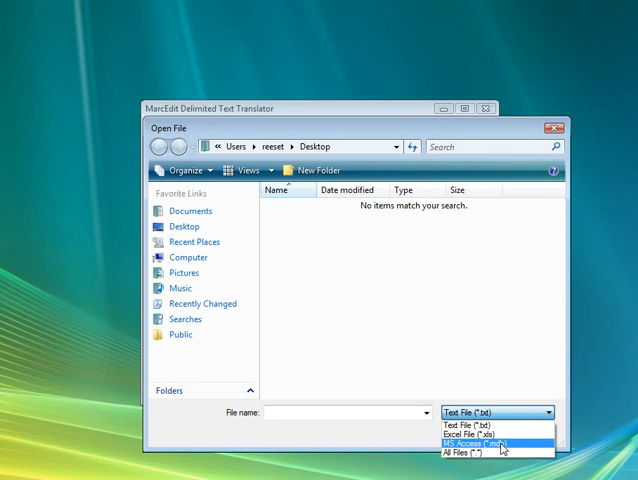 MarcEdit Delimited Text Translator
Open File
« Users ▸ reeset ▸ Desktop
Search
Organize
Views
New Folder
Favorite Links
Documents
Desktop
Recent Places
Computer
Pictures
Music
Recently Changed
Searches
Public
Folders
Name
Date modified
Type
Size
No items match your search.
File name:
Text File (*.txt)
Text File (*.txt)
Excel File (*.xls)
MS Access
All Files (*.*)